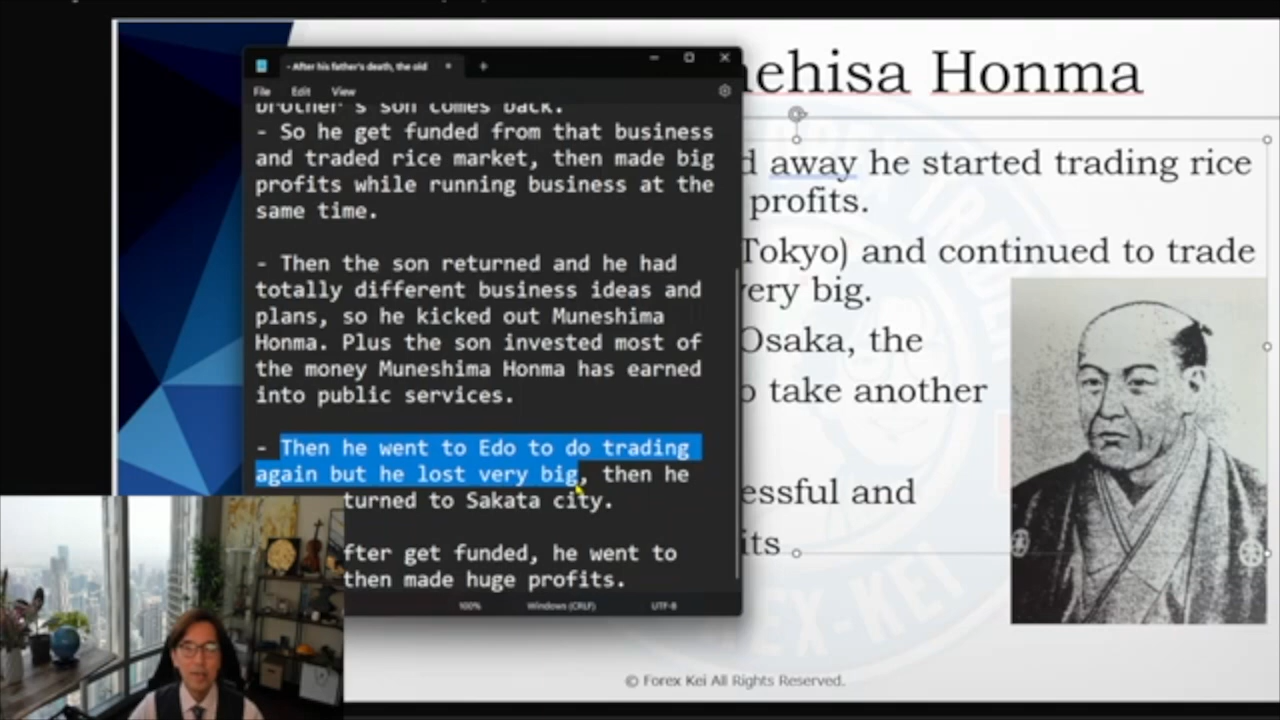 - After his father's death, the old
File Edit View
brother's son comes back.
- So he get funded from that business
and traded rice market, then made big
profits while running business at the
same time.
- Then the son returned and he had
totally different business ideas and
plans, so he kicked out Muneshima
Honma. Plus the son invested most of
the money Muneshima Honma has earned
into public services.
- Then he went to Edo to do trading
again but he lost very big, then he
turned to Sakata city.
fter get funded, he went to
then made huge profits.
100% Windows (CRLF) UTF-8
ehisa Honma
d away he started trading rice
profits.
Tokyo) and continued to trade
ery big.
Osaka, the
o take another
essful and
its
© Forex Kei All Rights Reserved.